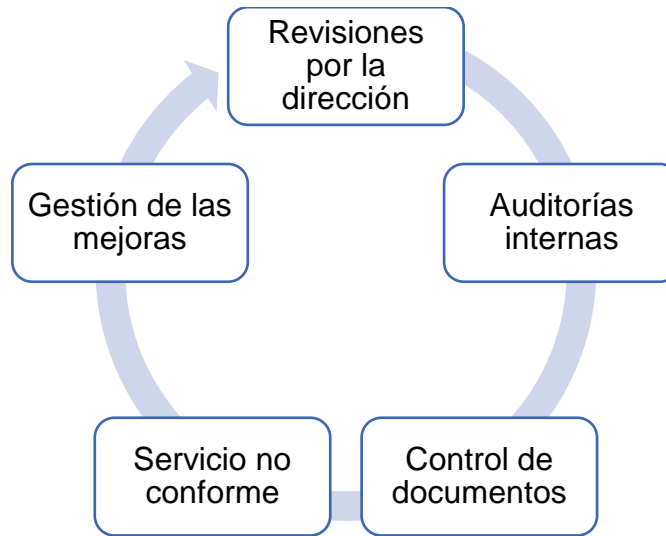 Revisiones
por la
dirección
Auditorías
internas
Control de
documentos
Servicio no
conforme
Gestión de las
mejoras